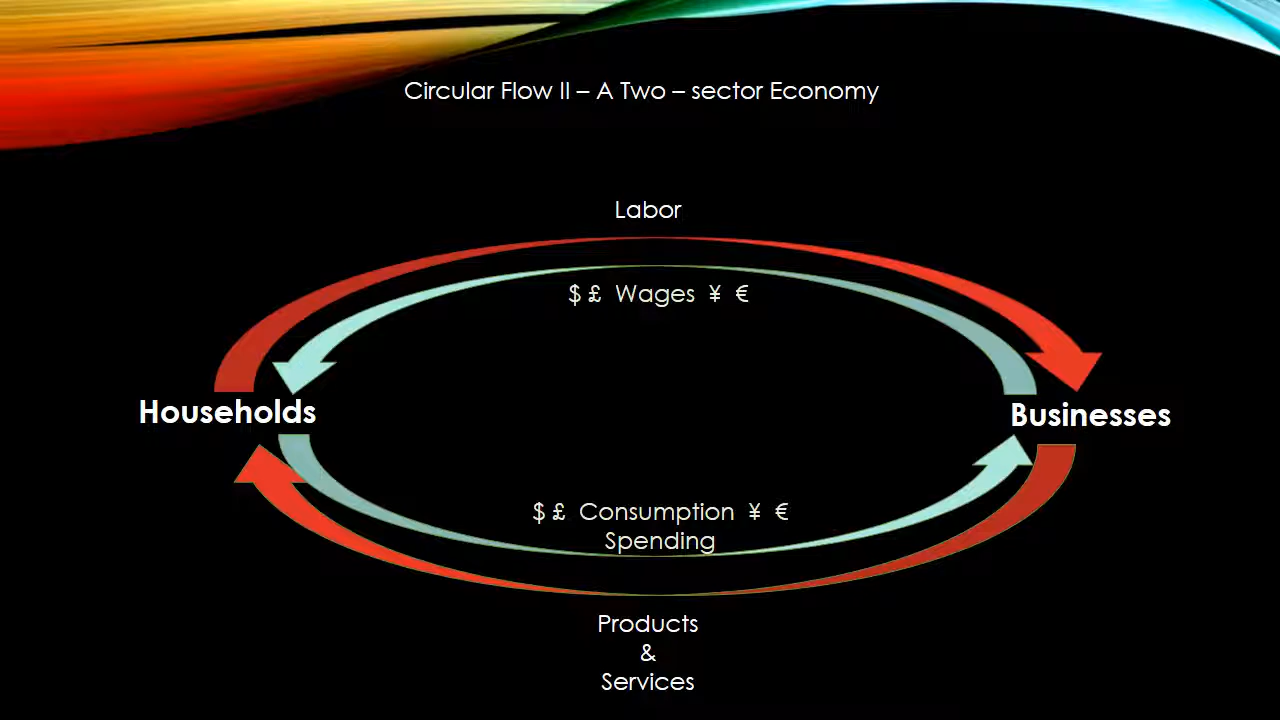 Circular Flow II – A Two – sector Economy
Labor
$ £ Wages ¥ €
Households
Businesses
$ £ Consumption ¥ €
Spending
Products
&
Services